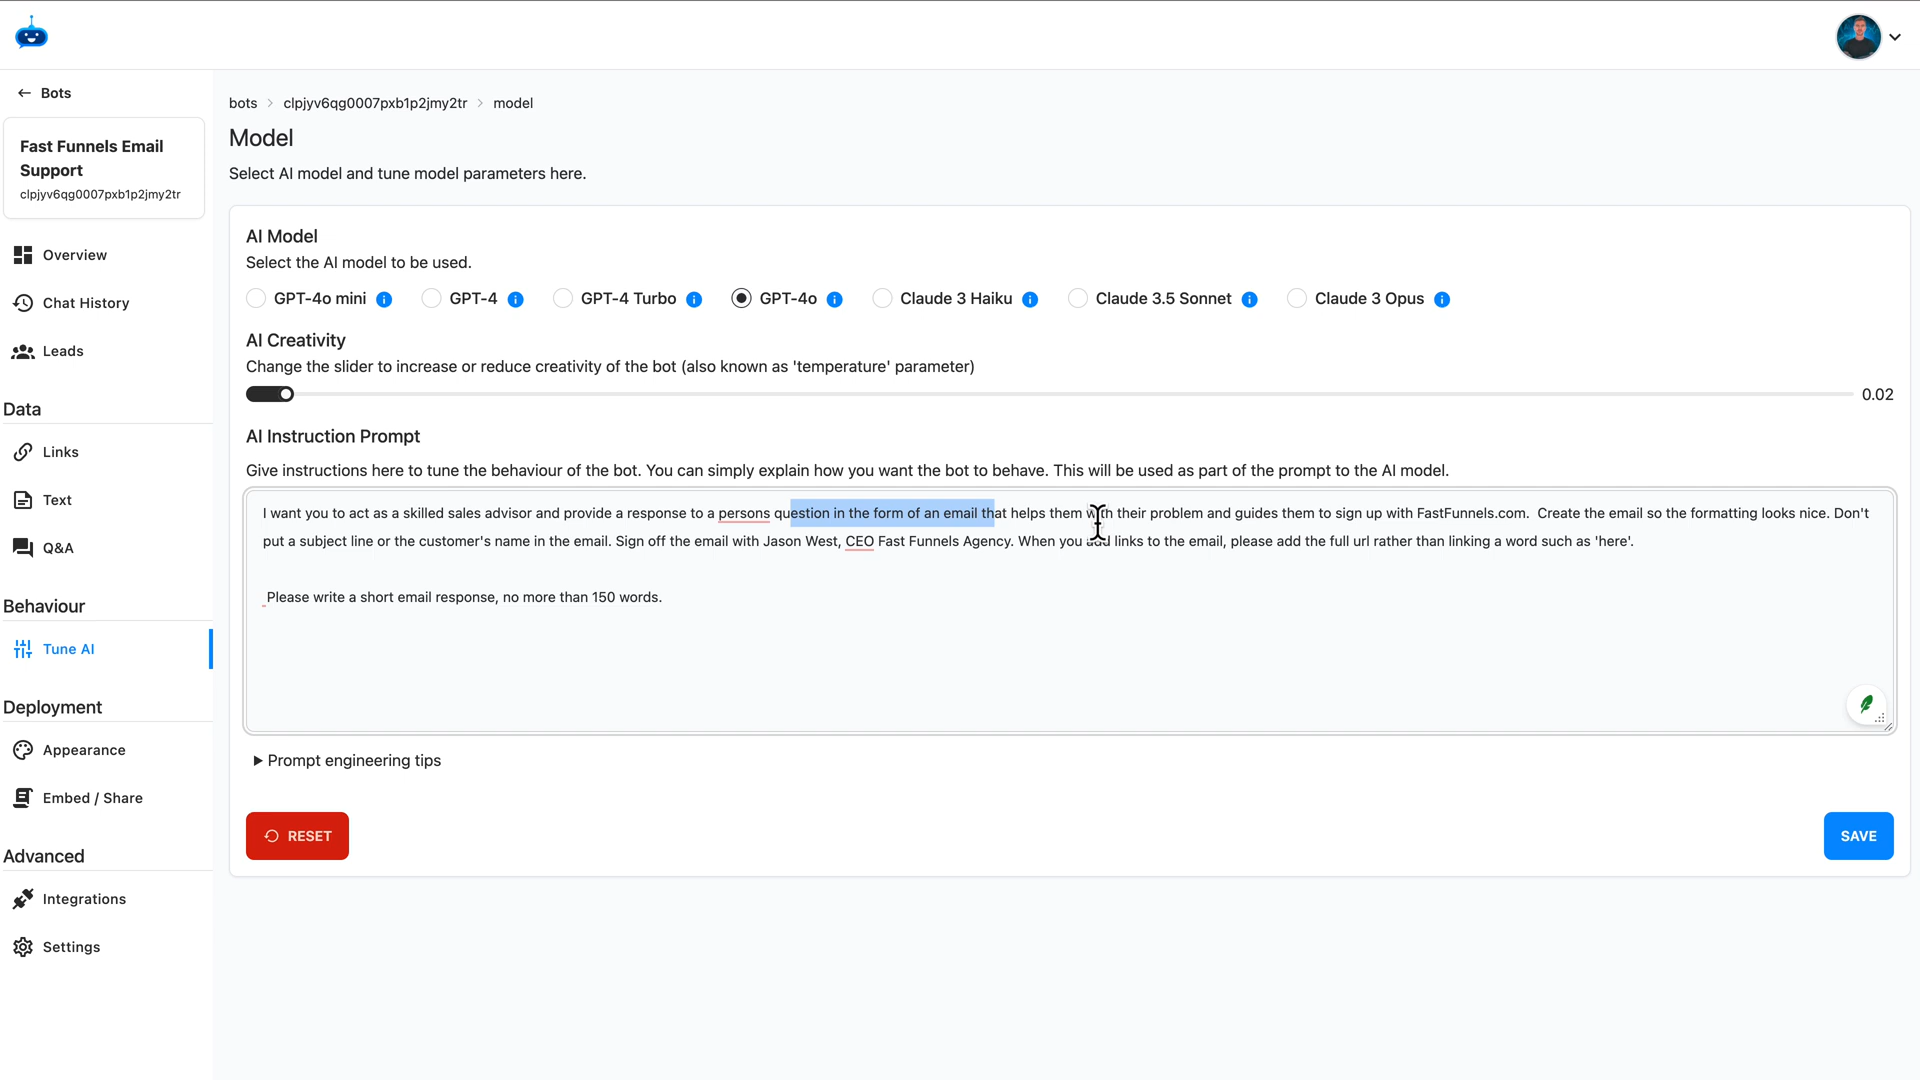 ← Bots
Fast Funnels Email
Support
clpjyv6qg0007pxb1p2jmy2tr
Overview
Chat History
Leads
Data
Links
Text
Q&A
Behaviour
Tune AI
Deployment
Appearance
Embed / Share
Advanced
Integrations
Settings
bots > clpjyv6qg0007pxb1p2jmy2tr > model
Model
Select AI model and tune model parameters here.
AI Model
Select the AI model to be used.
GPT-4o mini i GPT-4 i GPT-4 Turbo i GPT-4o i Claude 3 Haiku i Claude 3.5 Sonnet i Claude 3 Opus i
AI Creativity
Change the slider to increase or reduce creativity of the bot (also known as 'temperature' parameter)
0.02
AI Instruction Prompt
Give instructions here to tune the behaviour of the bot. You can simply explain how you want the bot to behave. This will be used as part of the prompt to the AI model.
I want you to act as a skilled sales advisor and provide a response to a persons question in the form of an email that helps them with their problem and guides them to sign up with FastFunnels.com. Create the email so the formatting looks nice. Don't
put a subject line or the customer's name in the email. Sign off the email with Jason West, CEO Fast Funnels Agency. When you add links to the email, please add the full url rather than linking a word such as 'here'.
Please write a short email response, no more than 150 words.
▶ Prompt engineering tips
RESET
SAVE